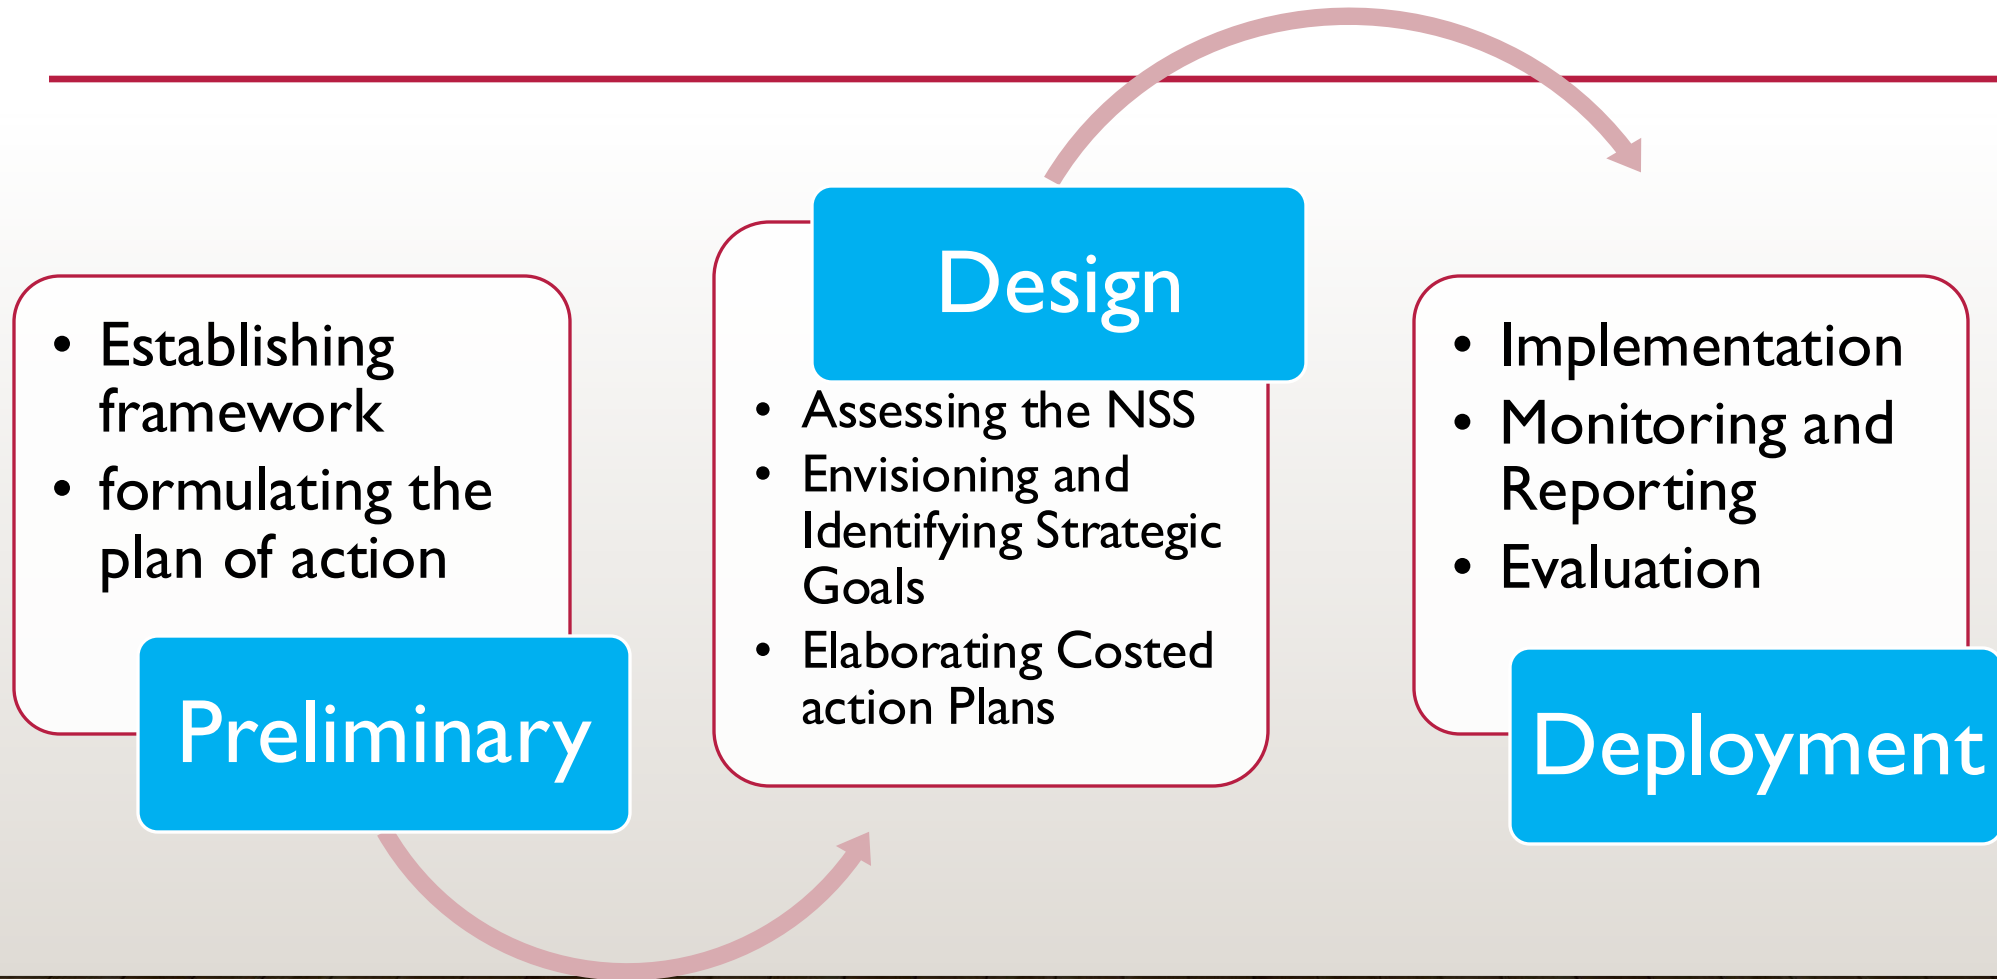 • Establishing
framework
• formulating the
plan of action
Preliminary
Design
• Assessing the NSS
• Envisioning and
Identifying Strategic
Goals
• Elaborating Costed
action Plans
• Implementation
• Monitoring and
Reporting
• Evaluation
Deployment